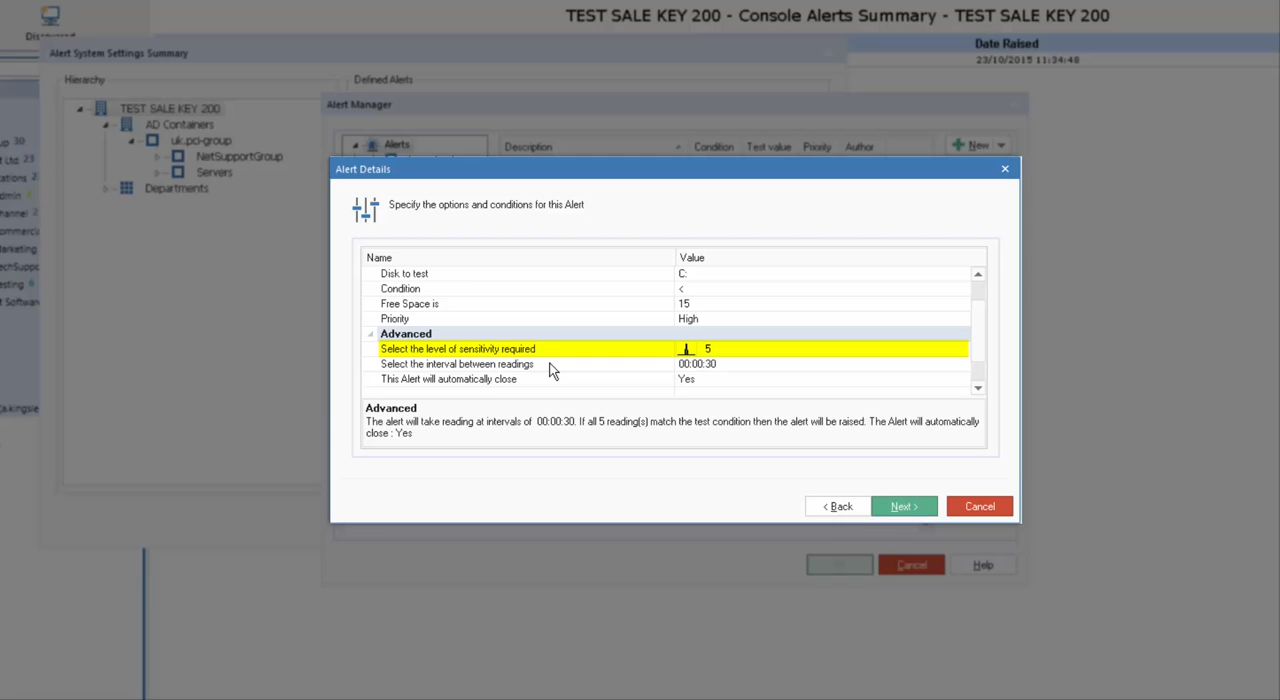 TEST SALE KEY 200 - Console Alerts Summary - TEST SALE KEY 200
Date Raised
23/10/2015 11:34:48
Alert System Settings Summary
Hierarchy
Defined Alerts
TEST SALE KEY 200
AD Containers
uk.pci-group
NetSupportGroup
Servers
Departments
Alert Manager
Alerts
Description Condition Test value Priority Author
New
Alert Details
Specify the options and conditions for this Alert
Name Value
Disk to test C:
Condition <
Free Space is 15
Priority High
Advanced
Select the level of sensitivity required 5
Select the interval between readings 00:00:30
This Alert will automatically close Yes
Advanced
The alert will take reading at intervals of 00:00:30. If all 5 reading(s) match the test condition then the alert will be raised. The Alert will automatically
close : Yes
< Back Next > Cancel
Cancel Help